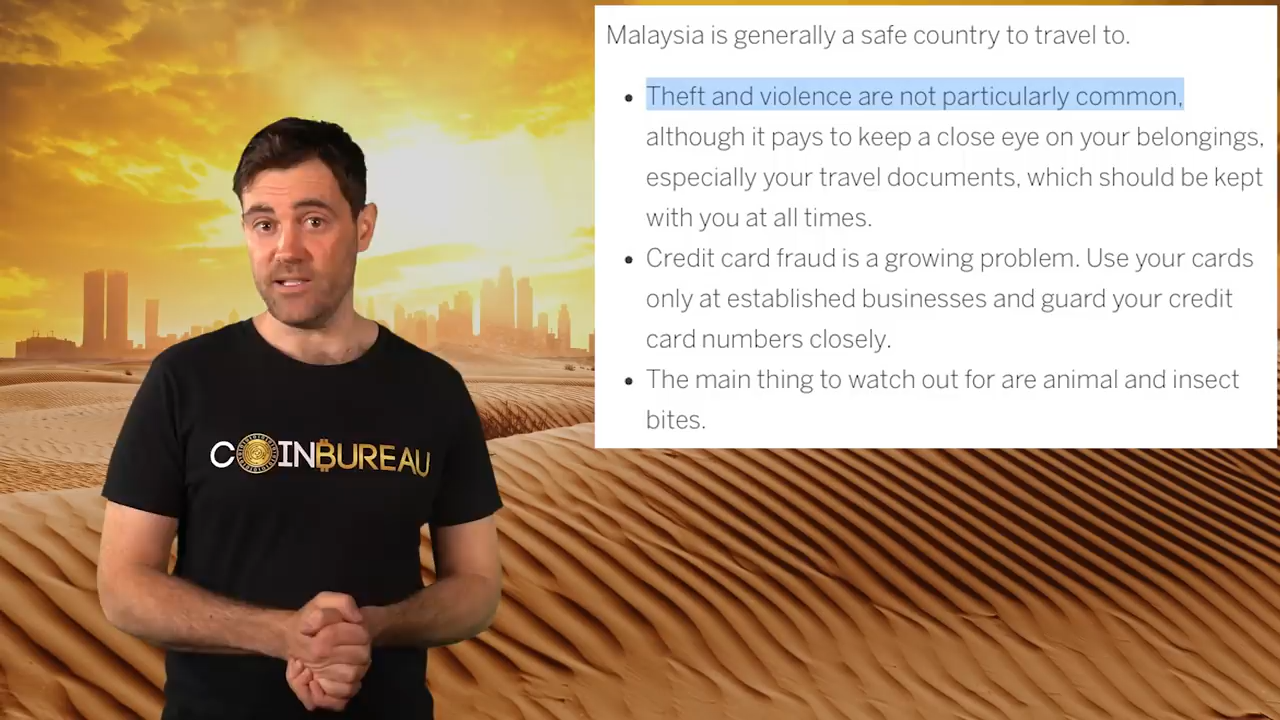 Malaysia is generally a safe country to travel to.
Theft and violence are not particularly common,
although it pays to keep a close eye on your belongings,
especially your travel documents, which should be kept
with you at all times.
Credit card fraud is a growing problem. Use your cards
only at established businesses and guard your credit
card numbers closely.
The main thing to watch out for are animal and insect
bites.
COINBUREAU